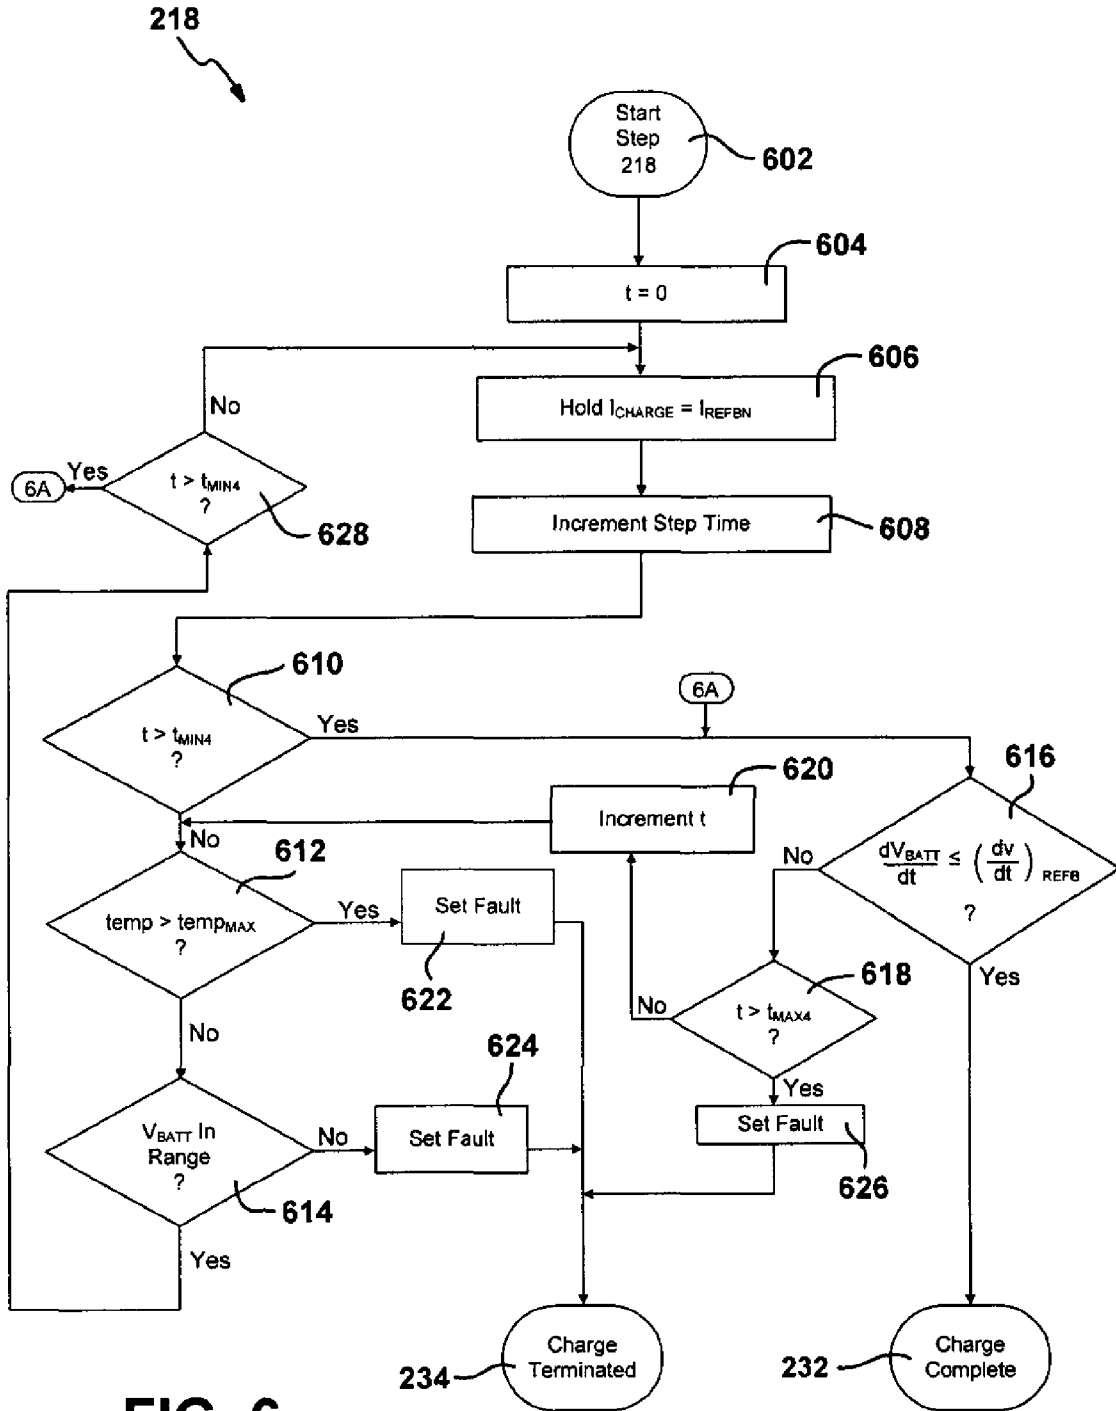 218
Start
Step
218
602
604
t = 0
606
Hold I_CHARGE = I_REFBN
No
Yes
6A
t > t_MIN4
?
628
Increment Step Time
608
610
t > t_MIN4
?
Yes
6A
616
620
Increment t
No
612
No
dV_BATT/dt ≤ (dv/dt) REFB
?
temp > temp_MAX
?
Yes
Set Fault
622
618
No
t > t_MAX4
?
Yes
No
624
Yes
V_BATT In
Range
?
No
Set Fault
Set Fault
626
614
Yes
Charge
Terminated
234
232
Charge
Complete
FIG. 6